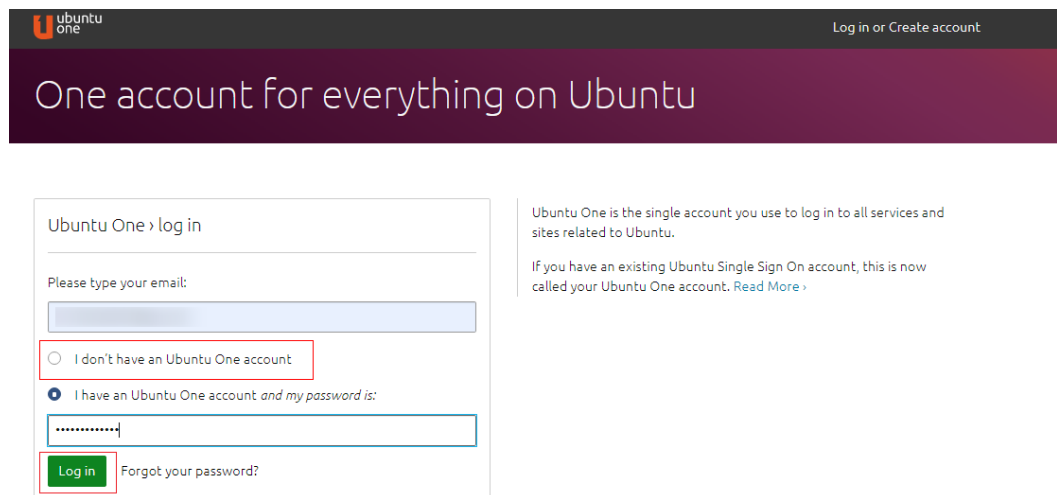 ubuntu
one
Log in or Create account
One account for everything on Ubuntu
Ubuntu One › log in
Please type your email:
I don't have an Ubuntu One account
I have an Ubuntu One account and my password is:
Log in
Forgot your password?
Ubuntu One is the single account you use to log in to all services and
sites related to Ubuntu.
If you have an existing Ubuntu Single Sign On account, this is now
called your Ubuntu One account. Read More ›